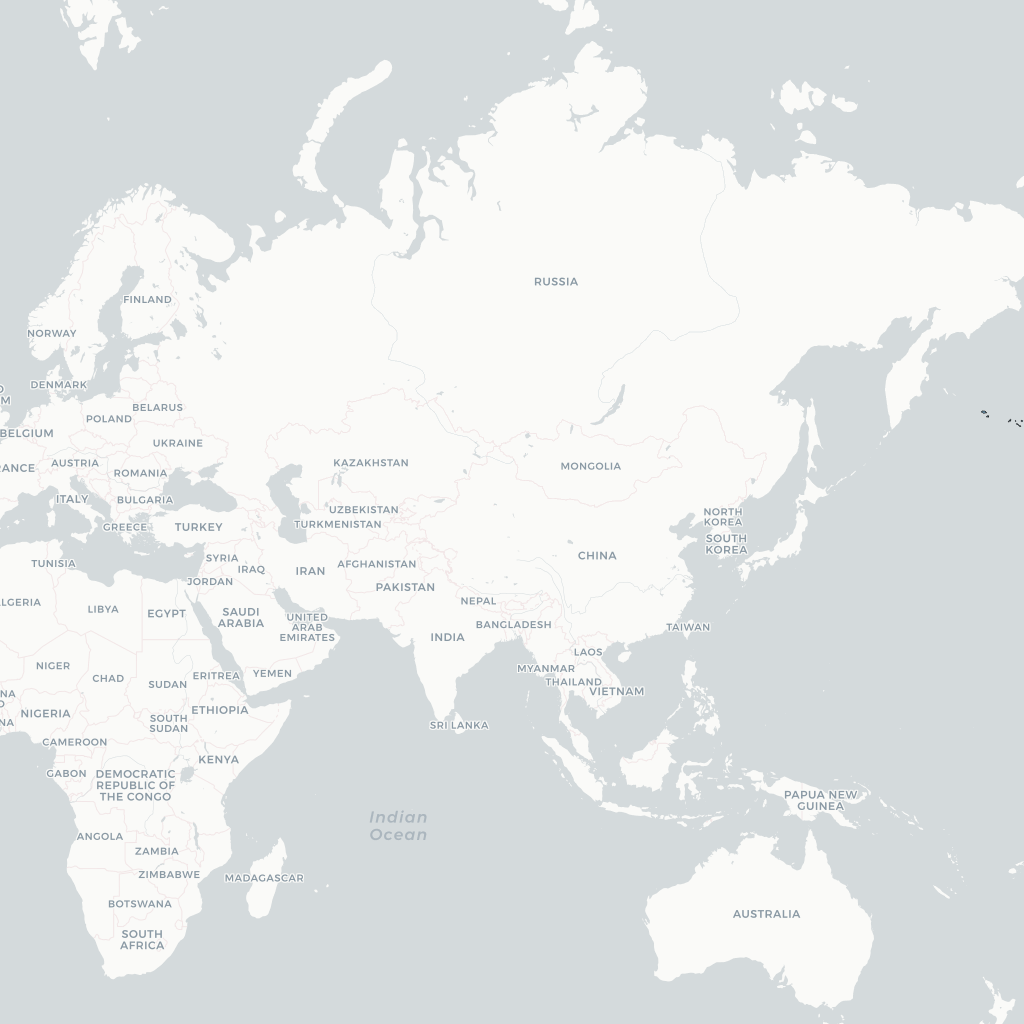 RUSSIA
FINLAND
NORWAY
DENMARK
BELARUS
POLAND
BELGIUM
UKRAINE
AUSTRIA
KAZAKHSTAN
MONGOLIA
ROMANIA
ITALY
BULGARIA
UZBEKISTAN
NORTH
KOREA
GREECE
TURKEY
TURKMENISTAN
SOUTH
KOREA
CHINA
SYRIA
TUNISIA
IRAQ
IRAN
AFGHANISTAN
JORDAN
PAKISTAN
LIBYA
EGYPT
SAUDI
ARABIA
UNITED
ARAB
EMIRATES
NEPAL
BANGLADESH
TAIWAN
INDIA
LAOS
NIGER
CHAD
SUDAN
ERITREA
YEMEN
MYANMAR
THAILAND
VIETNAM
NIGERIA
SOUTH
SUDAN
ETHIOPIA
SRI LANKA
CAMEROON
KENYA
GABON
DEMOCRATIC
REPUBLIC OF
THE CONGO
PAPUA NEW
GUINEA
Indian
Ocean
ANGOLA
ZAMBIA
ZIMBABWE
MADAGASCAR
BOTSWANA
AUSTRALIA
SOUTH
AFRICA